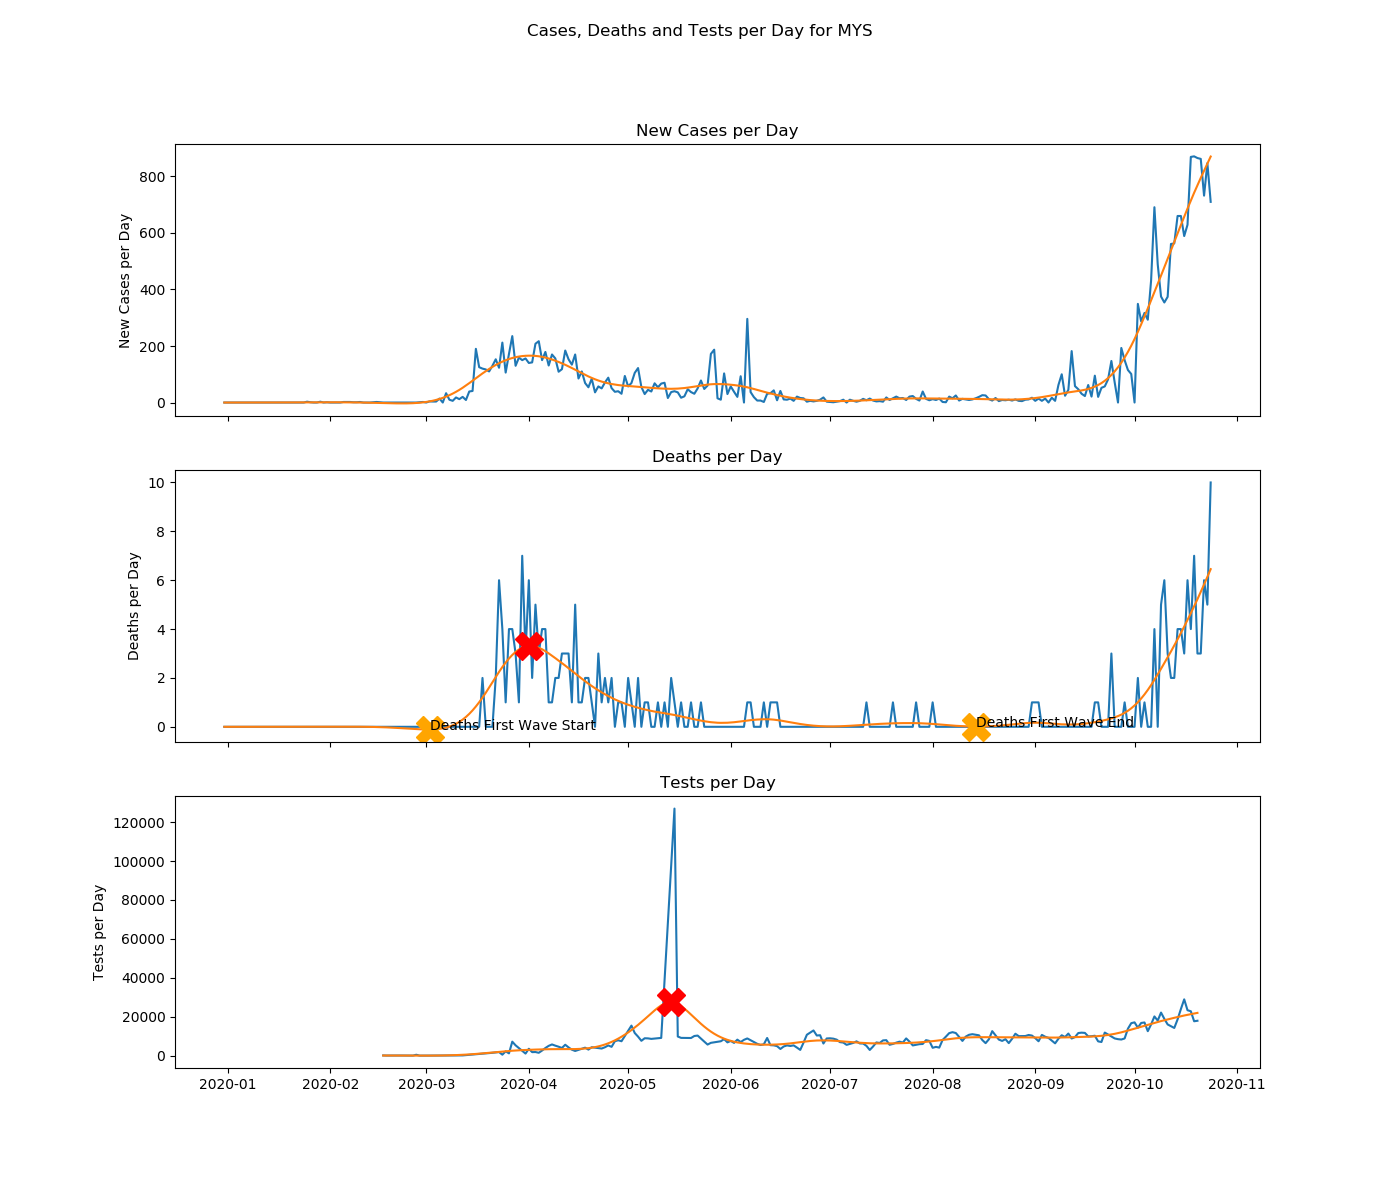 Cases, Deaths and Tests per Day for MYS
New Cases per Day
New Cases per Day
800
600
400
200
0
Deaths per Day
Deaths per Day
10
8
6
4
2
0
Deaths First Wave Start
Deaths First Wave End
Tests per Day
Tests per Day
120000
100000
80000
60000
40000
20000
0
2020-01 2020-02 2020-03 2020-04 2020-05 2020-06 2020-07 2020-08 2020-09 2020-10 2020-11